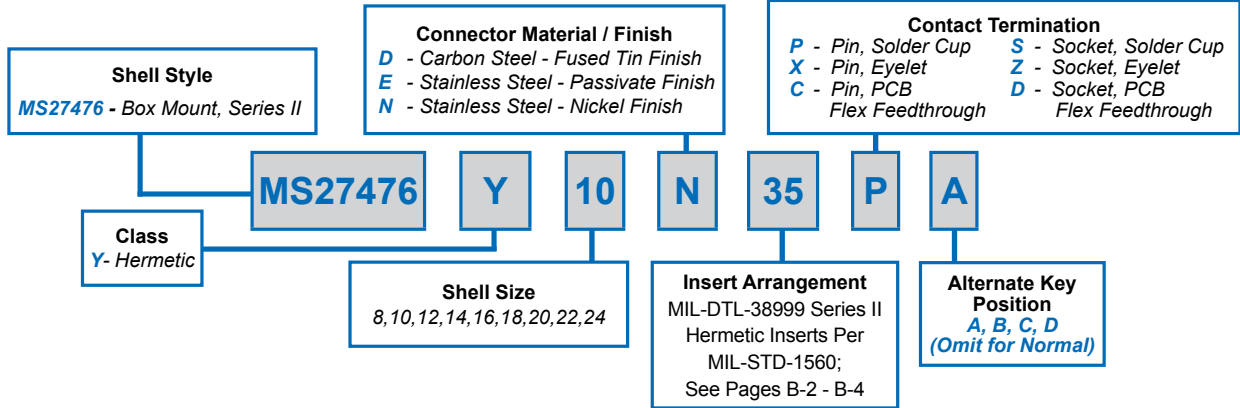 Shell Style
MS27476 - Box Mount, Series II
Connector Material / Finish
D - Carbon Steel - Fused Tin Finish
E - Stainless Steel - Passivate Finish
N - Stainless Steel - Nickel Finish
Contact Termination
P - Pin, Solder Cup
X - Pin, Eyelet
C - Pin, PCB
Flex Feedthrough
S - Socket, Solder Cup
Z - Socket, Eyelet
D - Socket, PCB
Flex Feedthrough
MS27476 Y 10 N 35 P A
Class
Y- Hermetic
Shell Size
8,10,12,14,16,18,20,22,24
Insert Arrangement
MIL-DTL-38999 Series II
Hermetic Inserts Per
MIL-STD-1560;
See Pages B-2 - B-4
Alternate Key
Position
A, B, C, D
(Omit for Normal)